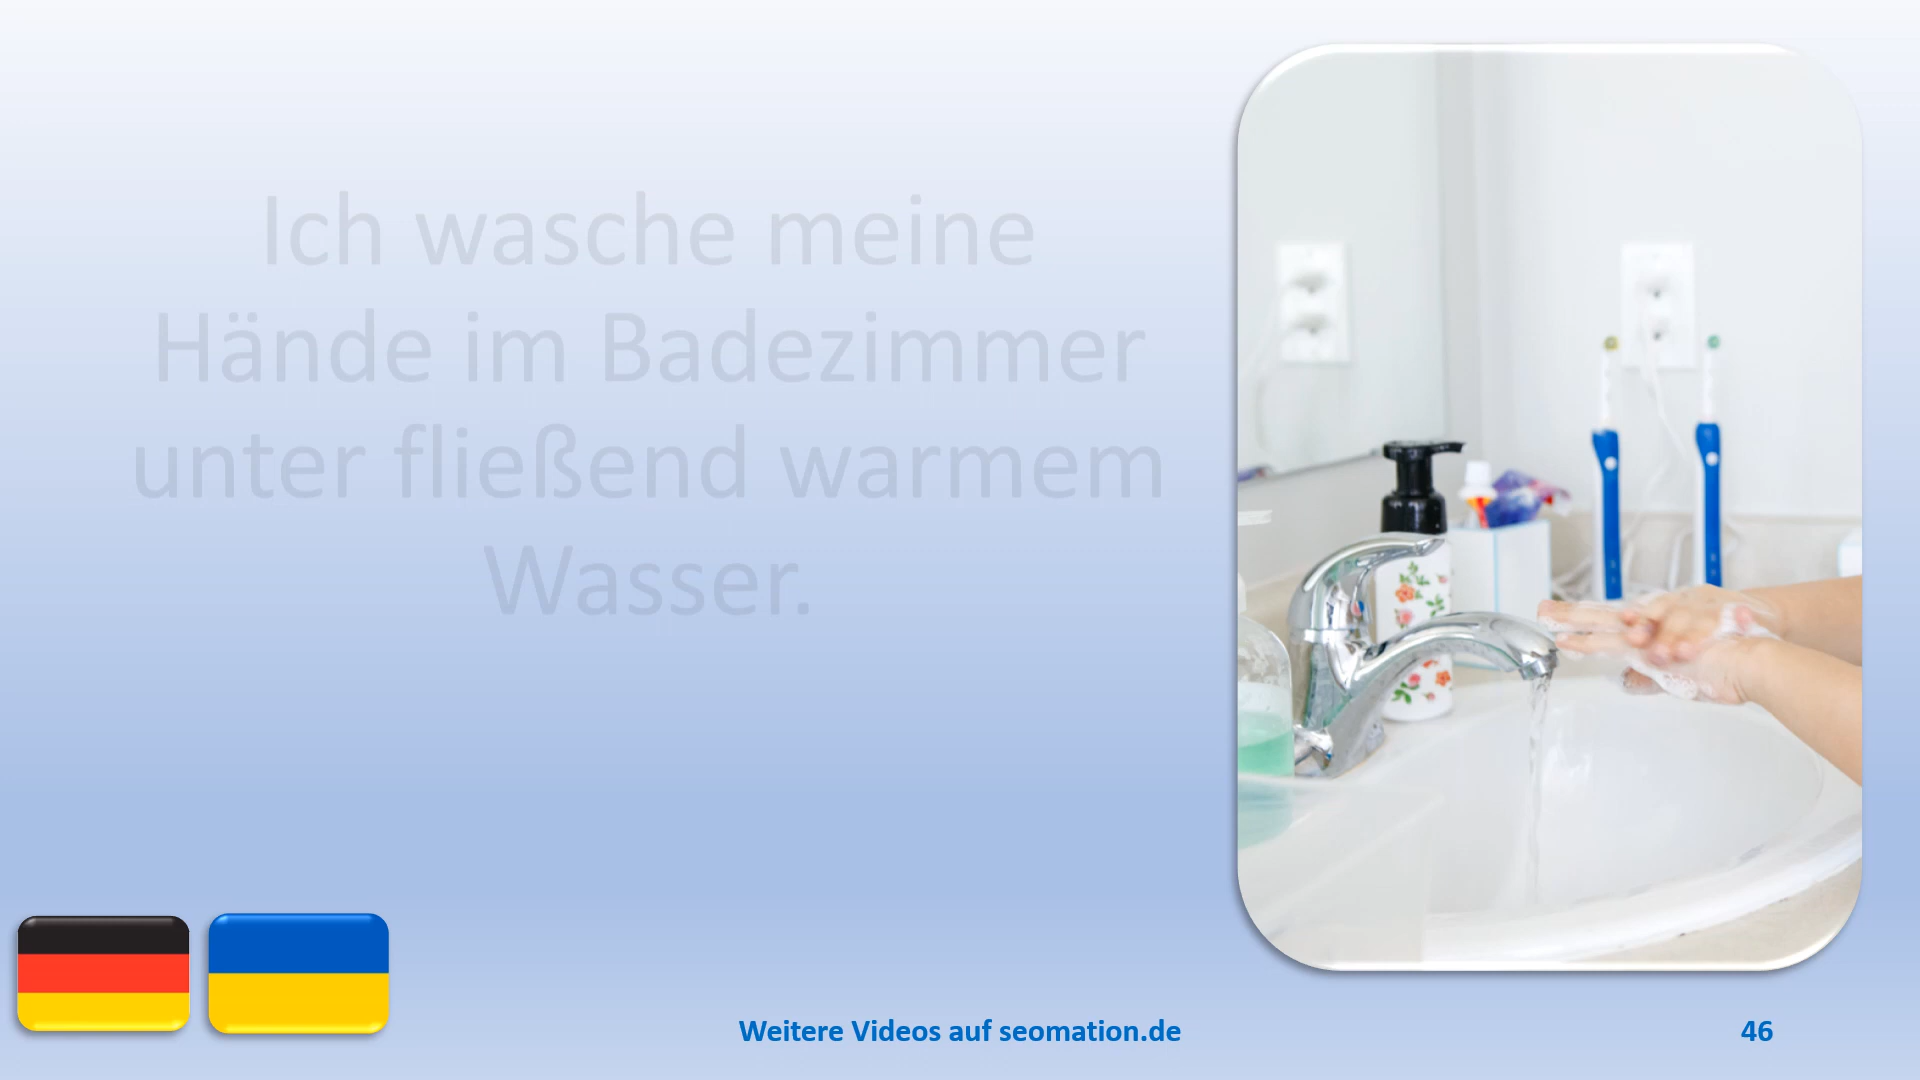 Ich wasche meine
Hände im Badezimmer
unter fließend warmem
Wasser.
Weitere Videos auf seomation.de
46